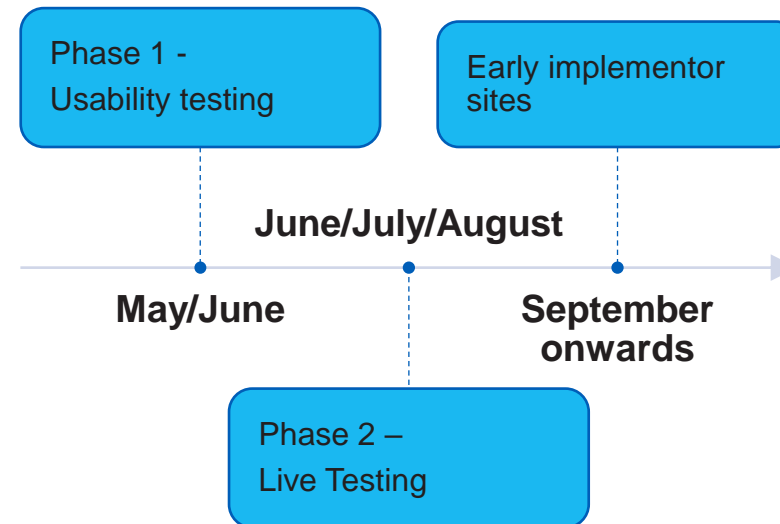 Phase 1 -
Usability testing
Early implementor
sites
June/July/August
May/June
September
onwards
Phase 2 –
Live Testing